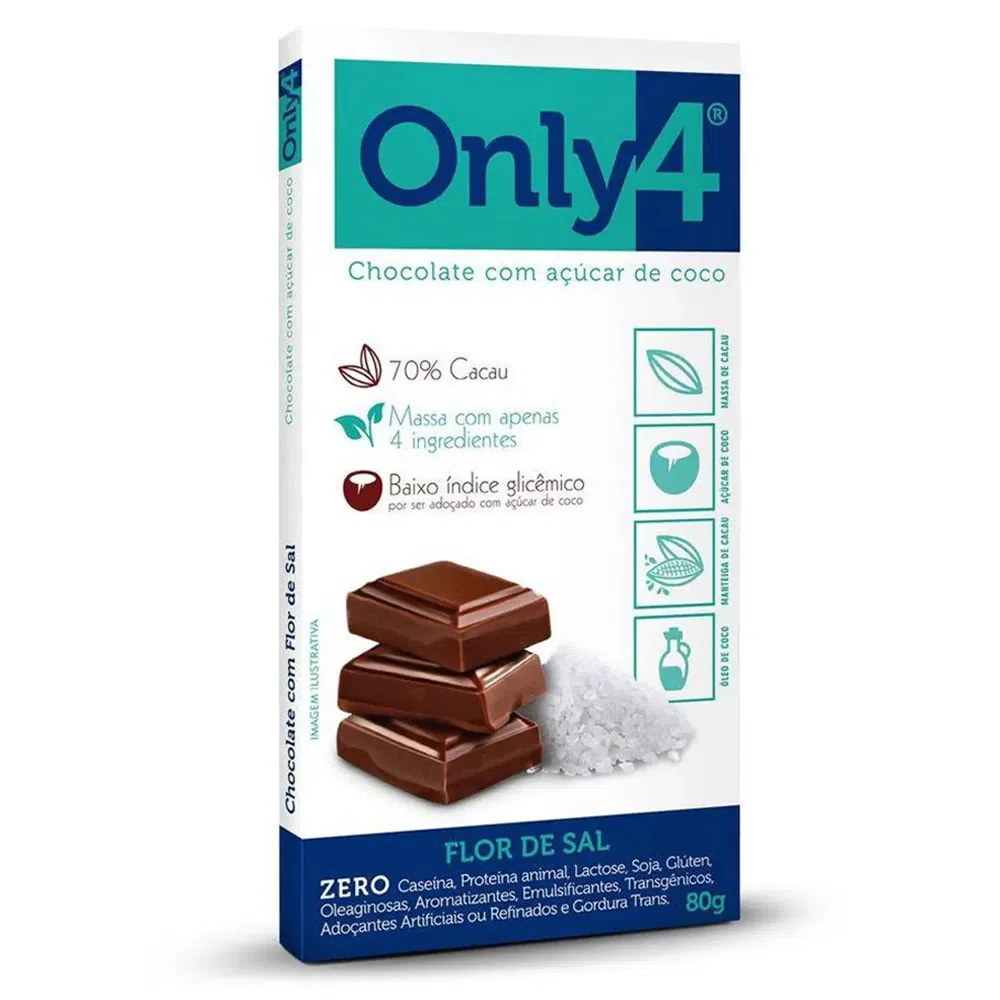 Only4®
Chocolate com açúcar de coco
70% Cacau
Massa com apenas
4 ingredientes
Baixo índice glicêmico
por ser adoçado com açúcar de coco
MASSA DE CACAU
AÇÚCAR DE COCO
MANTEIGA DE CACAU
ÓLEO DE COCO
IMAGEM ILUSTRATIVA
FLOR DE SAL
ZERO Caseína, Proteína animal, Lactose, Soja, Glúten,
Oleaginosas, Aromatizantes, Emulsificantes, Transgênicos,
Adoçantes Artificiais ou Refinados e Gordura Trans.
80g
Chocolate com Flor de Sal
Chocolate com açúcar de coco
Only4